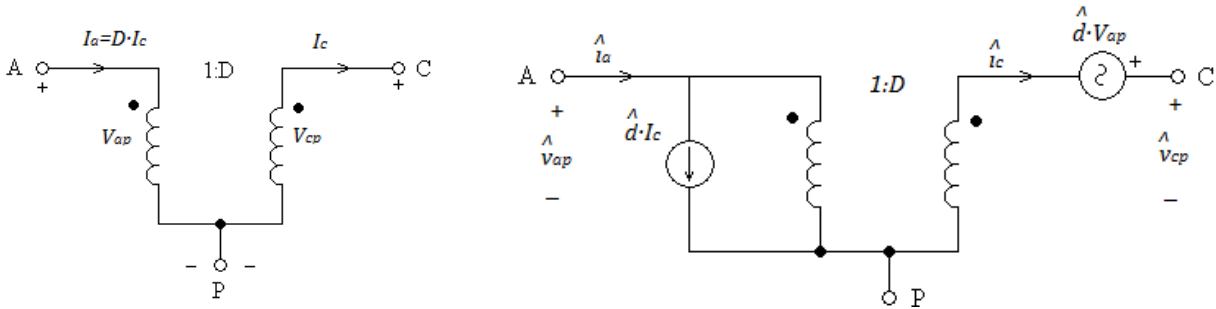 Ia=D·Ic
Ic
A
1:D
C
+
+
Vap
Vcp
−
−
P
^
d·Vap
^
ia
^
ic
+
A
1:D
C
+
^
d·Ic
+
^
vap
^
vcp
−
−
P